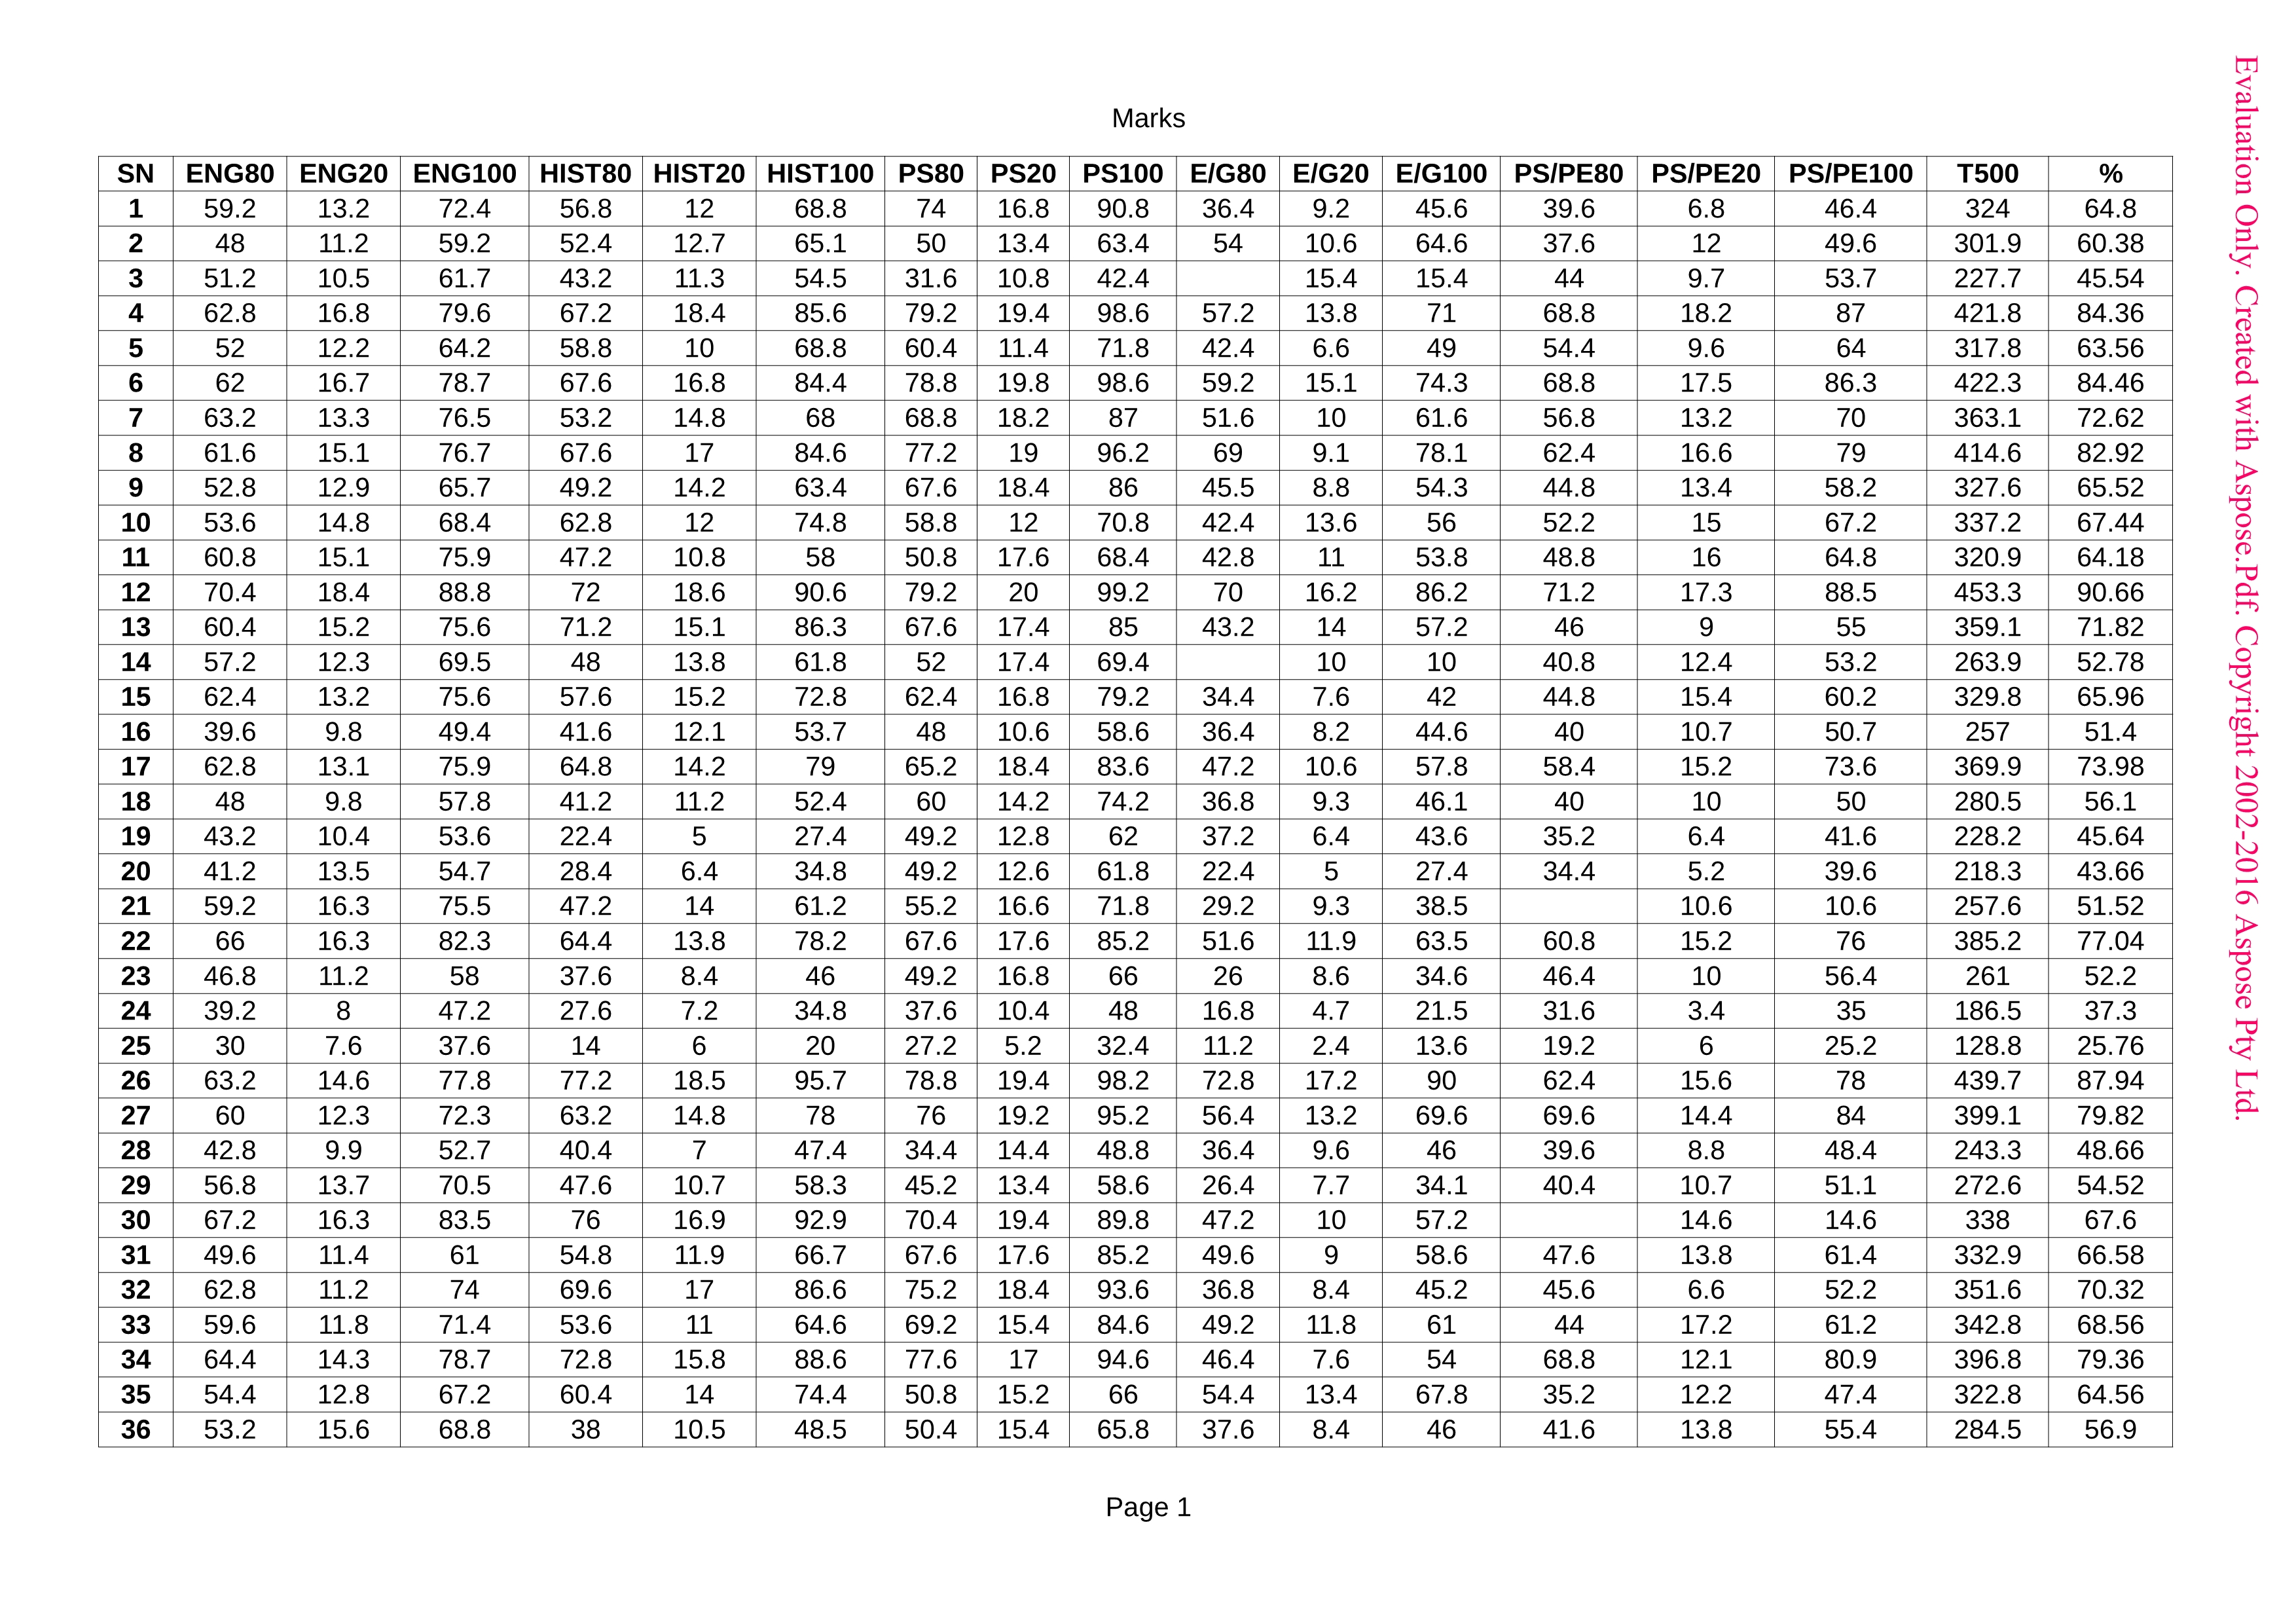 Marks
SN ENG80 ENG20 ENG100 HIST80 HIST20 HIST100 PS80 PS20 PS100 E/G80 E/G20 E/G100 PS/PE80 PS/PE20 PS/PE100 T500 %
1 59.2 13.2 72.4 56.8 12 68.8 74 16.8 90.8 36.4 9.2 45.6 39.6 6.8 46.4 324 64.8
2 48 11.2 59.2 52.4 12.7 65.1 50 13.4 63.4 54 10.6 64.6 37.6 12 49.6 301.9 60.38
3 51.2 10.5 61.7 43.2 11.3 54.5 31.6 10.8 42.4 15.4 15.4 44 9.7 53.7 227.7 45.54
4 62.8 16.8 79.6 67.2 18.4 85.6 79.2 19.4 98.6 57.2 13.8 71 68.8 18.2 87 421.8 84.36
5 52 12.2 64.2 58.8 10 68.8 60.4 11.4 71.8 42.4 6.6 49 54.4 9.6 64 317.8 63.56
6 62 16.7 78.7 67.6 16.8 84.4 78.8 19.8 98.6 59.2 15.1 74.3 68.8 17.5 86.3 422.3 84.46
7 63.2 13.3 76.5 53.2 14.8 68 68.8 18.2 87 51.6 10 61.6 56.8 13.2 70 363.1 72.62
8 61.6 15.1 76.7 67.6 17 84.6 77.2 19 96.2 69 9.1 78.1 62.4 16.6 79 414.6 82.92
9 52.8 12.9 65.7 49.2 14.2 63.4 67.6 18.4 86 45.5 8.8 54.3 44.8 13.4 58.2 327.6 65.52
10 53.6 14.8 68.4 62.8 12 74.8 58.8 12 70.8 42.4 13.6 56 52.2 15 67.2 337.2 67.44
11 60.8 15.1 75.9 47.2 10.8 58 50.8 17.6 68.4 42.8 11 53.8 48.8 16 64.8 320.9 64.18
12 70.4 18.4 88.8 72 18.6 90.6 79.2 20 99.2 70 16.2 86.2 71.2 17.3 88.5 453.3 90.66
13 60.4 15.2 75.6 71.2 15.1 86.3 67.6 17.4 85 43.2 14 57.2 46 9 55 359.1 71.82
14 57.2 12.3 69.5 48 13.8 61.8 52 17.4 69.4 10 10 40.8 12.4 53.2 263.9 52.78
15 62.4 13.2 75.6 57.6 15.2 72.8 62.4 16.8 79.2 34.4 7.6 42 44.8 15.4 60.2 329.8 65.96
16 39.6 9.8 49.4 41.6 12.1 53.7 48 10.6 58.6 36.4 8.2 44.6 40 10.7 50.7 257 51.4
17 62.8 13.1 75.9 64.8 14.2 79 65.2 18.4 83.6 47.2 10.6 57.8 58.4 15.2 73.6 369.9 73.98
18 48 9.8 57.8 41.2 11.2 52.4 60 14.2 74.2 36.8 9.3 46.1 40 10 50 280.5 56.1
19 43.2 10.4 53.6 22.4 5 27.4 49.2 12.8 62 37.2 6.4 43.6 35.2 6.4 41.6 228.2 45.64
20 41.2 13.5 54.7 28.4 6.4 34.8 49.2 12.6 61.8 22.4 5 27.4 34.4 5.2 39.6 218.3 43.66
21 59.2 16.3 75.5 47.2 14 61.2 55.2 16.6 71.8 29.2 9.3 38.5 10.6 10.6 257.6 51.52
22 66 16.3 82.3 64.4 13.8 78.2 67.6 17.6 85.2 51.6 11.9 63.5 60.8 15.2 76 385.2 77.04
23 46.8 11.2 58 37.6 8.4 46 49.2 16.8 66 26 8.6 34.6 46.4 10 56.4 261 52.2
24 39.2 8 47.2 27.6 7.2 34.8 37.6 10.4 48 16.8 4.7 21.5 31.6 3.4 35 186.5 37.3
25 30 7.6 37.6 14 6 20 27.2 5.2 32.4 11.2 2.4 13.6 19.2 6 25.2 128.8 25.76
26 63.2 14.6 77.8 77.2 18.5 95.7 78.8 19.4 98.2 72.8 17.2 90 62.4 15.6 78 439.7 87.94
27 60 12.3 72.3 63.2 14.8 78 76 19.2 95.2 56.4 13.2 69.6 69.6 14.4 84 399.1 79.82
28 42.8 9.9 52.7 40.4 7 47.4 34.4 14.4 48.8 36.4 9.6 46 39.6 8.8 48.4 243.3 48.66
29 56.8 13.7 70.5 47.6 10.7 58.3 45.2 13.4 58.6 26.4 7.7 34.1 40.4 10.7 51.1 272.6 54.52
30 67.2 16.3 83.5 76 16.9 92.9 70.4 19.4 89.8 47.2 10 57.2 14.6 14.6 338 67.6
31 49.6 11.4 61 54.8 11.9 66.7 67.6 17.6 85.2 49.6 9 58.6 47.6 13.8 61.4 332.9 66.58
32 62.8 11.2 74 69.6 17 86.6 75.2 18.4 93.6 36.8 8.4 45.2 45.6 6.6 52.2 351.6 70.32
33 59.6 11.8 71.4 53.6 11 64.6 69.2 15.4 84.6 49.2 11.8 61 44 17.2 61.2 342.8 68.56
34 64.4 14.3 78.7 72.8 15.8 88.6 77.6 17 94.6 46.4 7.6 54 68.8 12.1 80.9 396.8 79.36
35 54.4 12.8 67.2 60.4 14 74.4 50.8 15.2 66 54.4 13.4 67.8 35.2 12.2 47.4 322.8 64.56
36 53.2 15.6 68.8 38 10.5 48.5 50.4 15.4 65.8 37.6 8.4 46 41.6 13.8 55.4 284.5 56.9
Page 1
Evaluation Only. Created with Aspose.Pdf. Copyright 2002-2016 Aspose Pty Ltd.